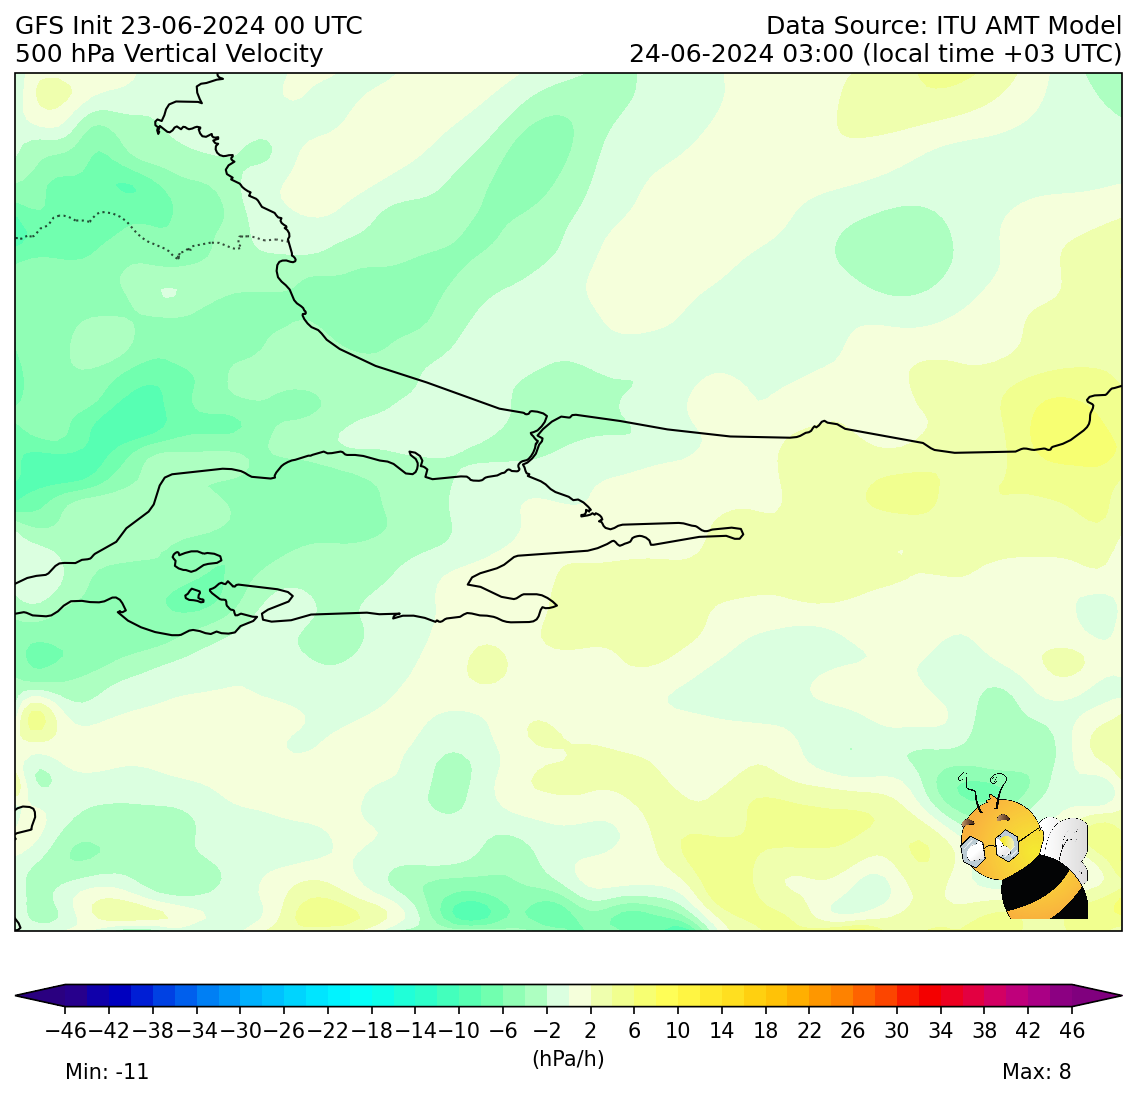 GFS Init 23-06-2024 00 UTC
Data Source: ITU AMT Model
500 hPa Vertical Velocity
24-06-2024 03:00 (local time +03 UTC)
−46 −42 −38 −34 −30 −26 −22 −18 −14 −10 −6 −2 2 6 10 14 18 22 26 30 34 38 42 46
(hPa/h)
Min: -11
Max: 8